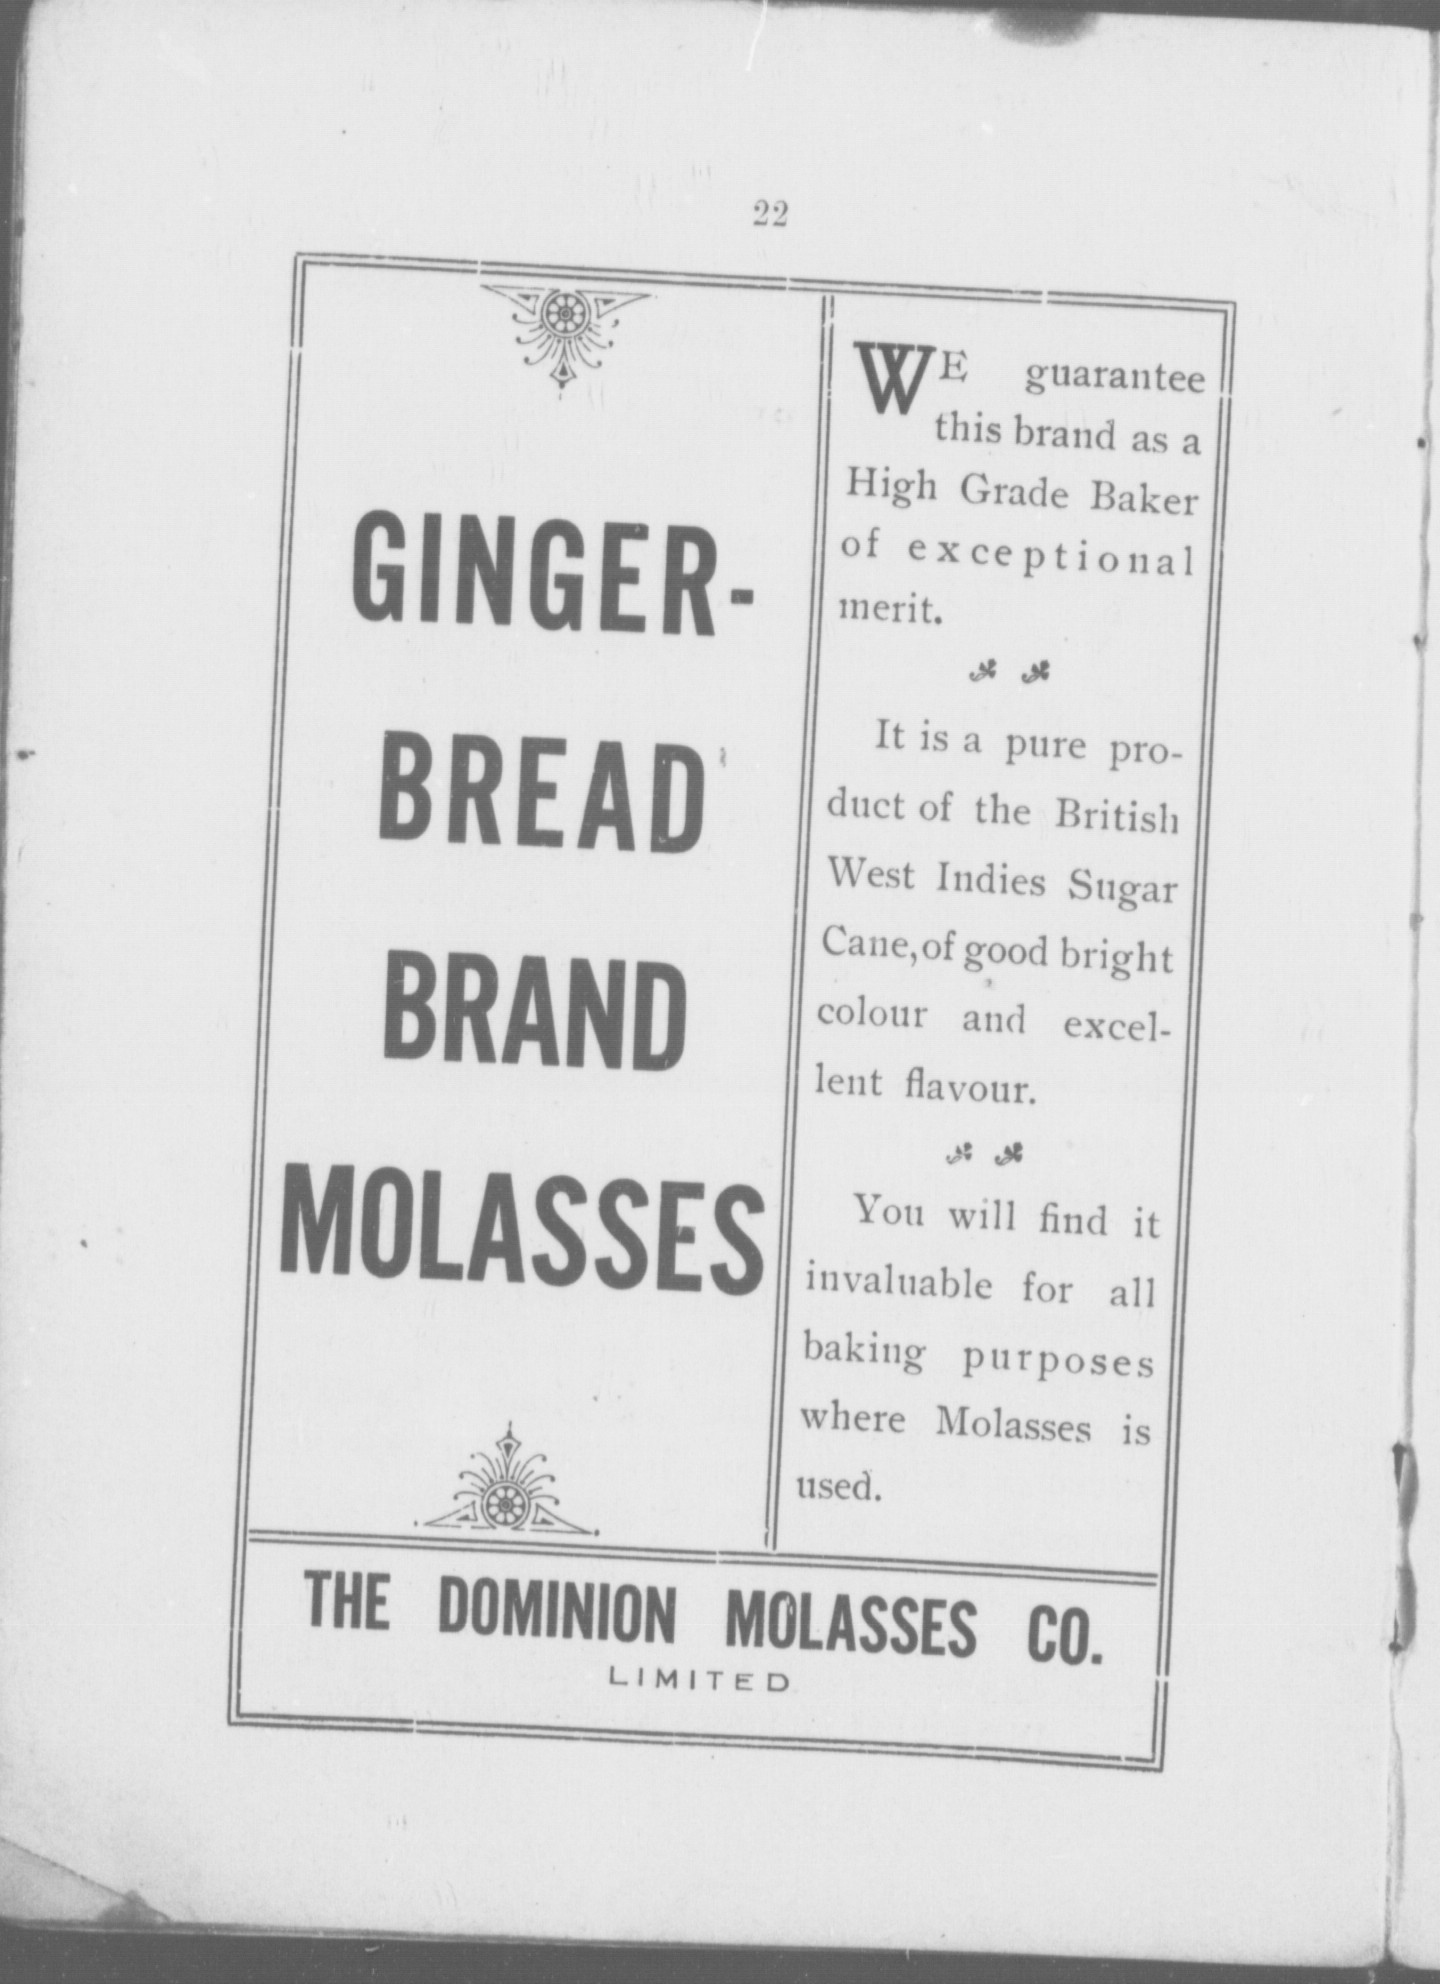 22
GINGER-
BREAD
BRAND
MOLASSES
WE guarantee
this brand as a
High Grade Baker
of exceptional
merit.
It is a pure pro-
duct of the British
West Indies Sugar
Cane, of good bright
colour and excel-
lent flavour.
You will find it
invaluable for all
baking purposes
where Molasses is
used.
THE DOMINION MOLASSES CO.
LIMITED